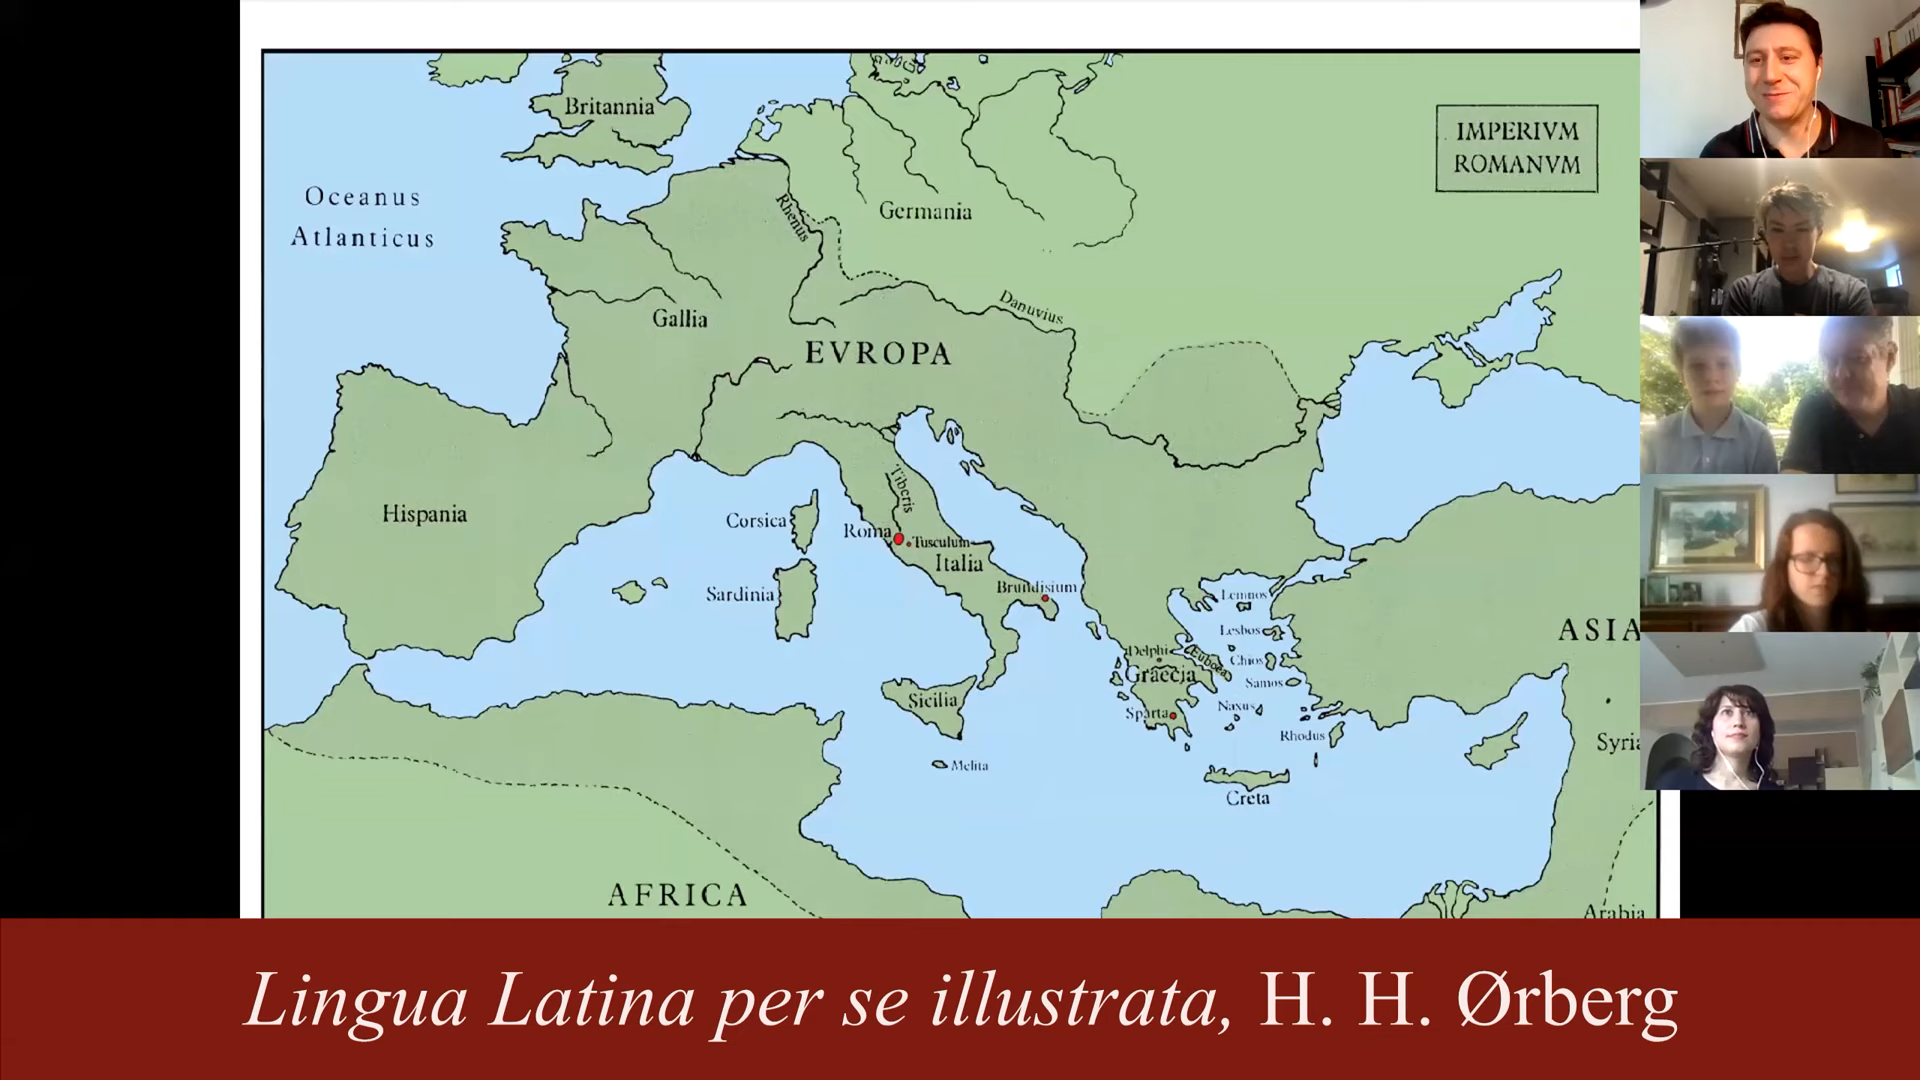 Britannia
IMPERIVM
ROMANVM
Oceanus
Atlanticus
Rhenus
Germania
Danuvius
Gallia
EVROPA
Hispania
Tiberis
Corsica
Roma
Tusculum
Italia
Sardinia
Brundisium
Lemnos
Lesbos
ASIA
Delphi
Euboea
Chios
Graecia
Samos
Sicilia
Naxus
Sparta
Rhodus
Syria
Melita
Creta
AFRICA
Arabia
Lingua Latina per se illustrata, H. H. Ørberg